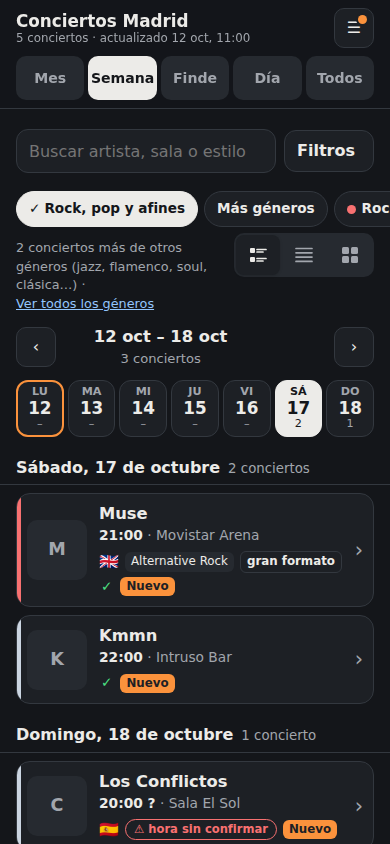 Conciertos Madrid
5 conciertos · actualizado 12 oct, 11:00
☰
Mes Semana Finde Día Todos
Buscar artista, sala o estilo Filtros
✓ Rock, pop y afines Más géneros Roc
2 conciertos más de otros
géneros (jazz, flamenco, soul,
clásica…) ·
Ver todos los géneros
‹ 12 oct – 18 oct ›
3 conciertos
LU MA MI JU VI SÁ DO
12 13 14 15 16 17 18
– – – – – 2 1
Sábado, 17 de octubre 2 conciertos
M
Muse
21:00 · Movistar Arena
🇬🇧 Alternative Rock gran formato
✓ Nuevo
›
K
Kmmn
22:00 · Intruso Bar
✓ Nuevo
›
Domingo, 18 de octubre 1 concierto
C
Los Conflictos
20:00 ? · Sala El Sol
🇪🇸 ⚠ hora sin confirmar Nuevo
›